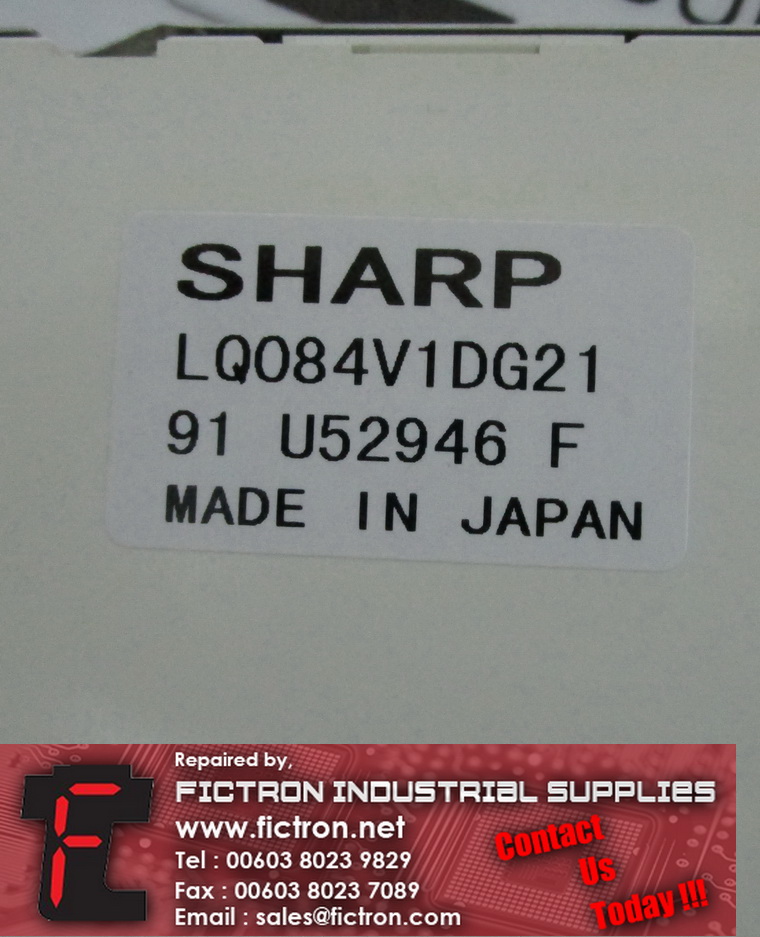 SHARP
LQ084V1DG21
91 U52946 F
MADE IN JAPAN
Repaired by,
FICTRON INDUSTRIAL SUPPLIES
www.fictron.net
Tel : 00603 8023 9829
Fax : 00603 8023 7089
Email : sales@fictron.com
Contact
Us
Today !!!